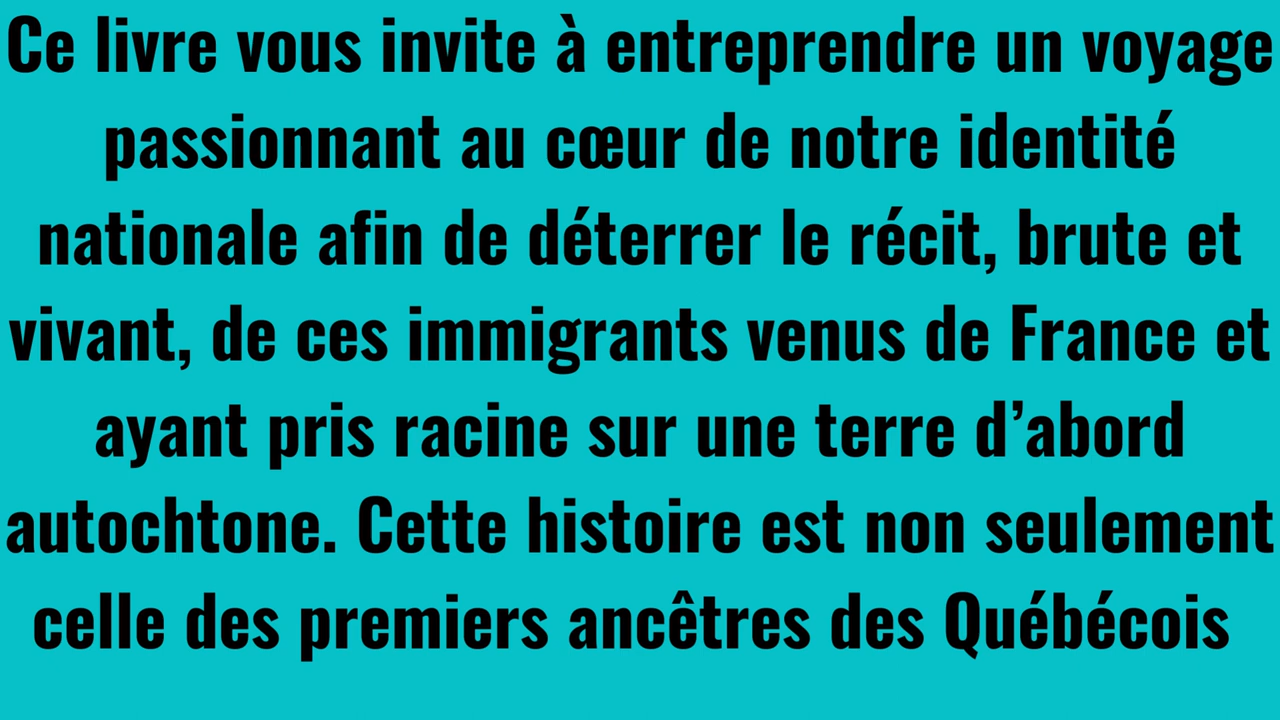 Ce livre vous invite à entreprendre un voyage
passionnant au cœur de notre identité
nationale afin de déterrer le récit, brute et
vivant, de ces immigrants venus de France et
ayant pris racine sur une terre d’abord
autochtone. Cette histoire est non seulement
celle des premiers ancêtres des Québécois